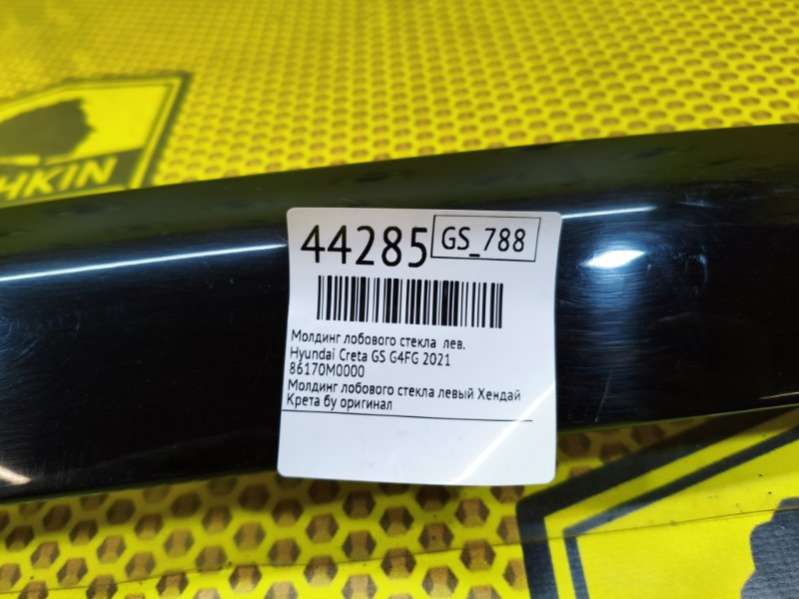 HKIN
44285
GS_788
Молдинг лобового стекла лев.
Hyundai Creta GS G4FG 2021
86170M0000
Молдинг лобового стекла левый Хендай
Крета бу оригинал